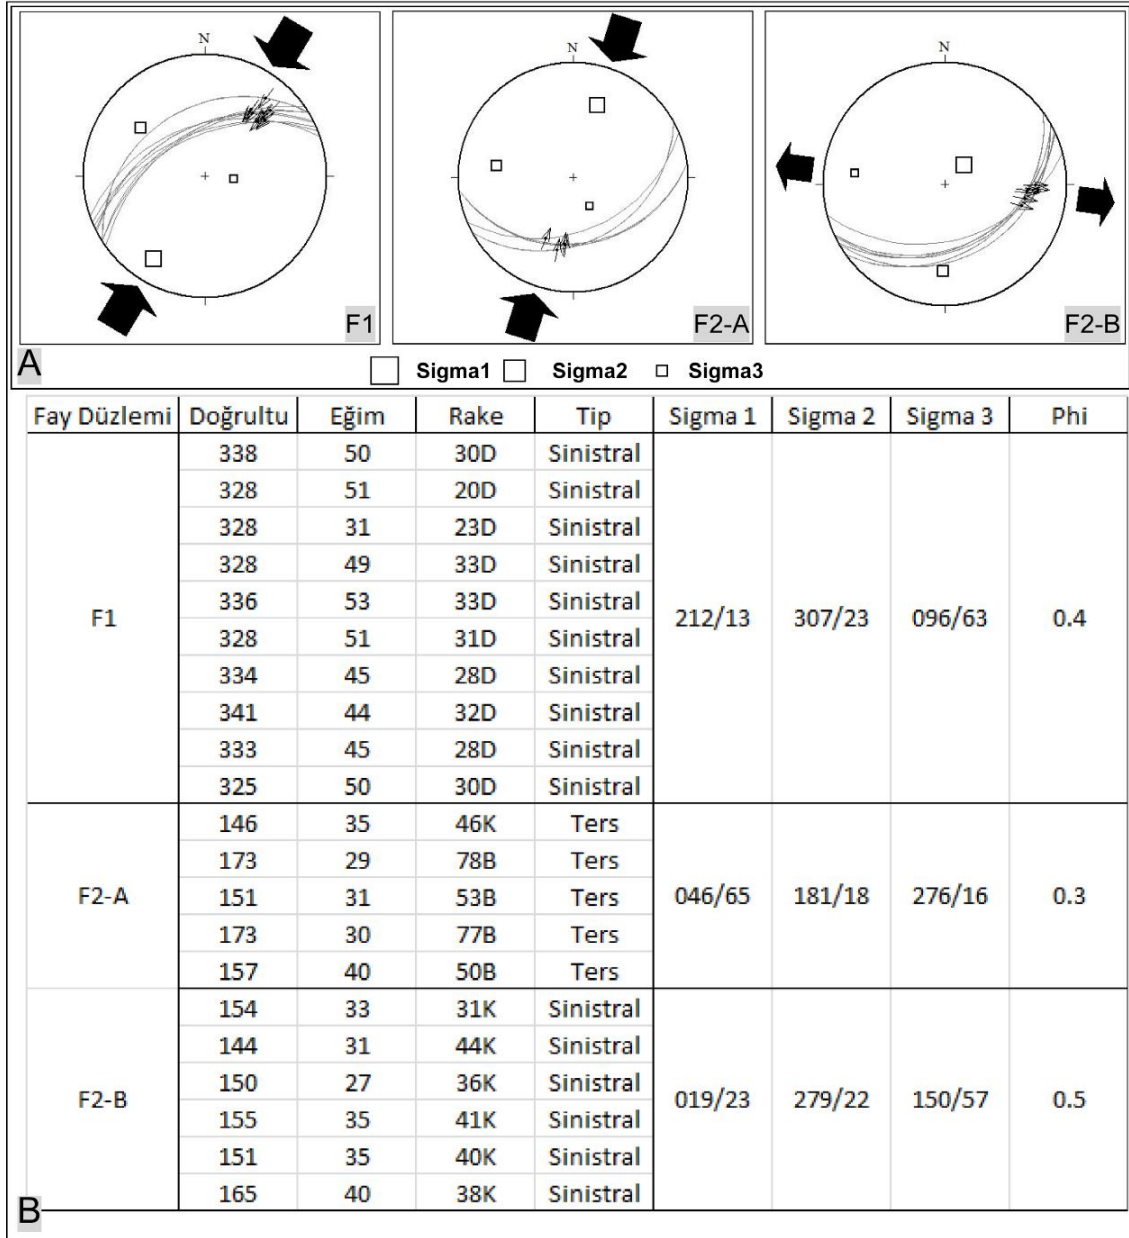 N
N
N
F1
F2-A
F2-B
A
Sigma1 Sigma2 Sigma3
Fay Düzlemi Doğrultu Eğim Rake Tip Sigma 1 Sigma 2 Sigma 3 Phi
338 50 30D Sinistral
328 51 20D Sinistral
328 31 23D Sinistral
328 49 33D Sinistral
336 53 33D Sinistral
F1 212/13 307/23 096/63 0.4
328 51 31D Sinistral
334 45 28D Sinistral
341 44 32D Sinistral
333 45 28D Sinistral
325 50 30D Sinistral
146 35 46K Ters
173 29 78B Ters
F2-A 151 31 53B Ters 046/65 181/18 276/16 0.3
173 30 77B Ters
157 40 50B Ters
154 33 31K Sinistral
144 31 44K Sinistral
150 27 36K Sinistral
F2-B 019/23 279/22 150/57 0.5
155 35 41K Sinistral
151 35 40K Sinistral
165 40 38K Sinistral
B